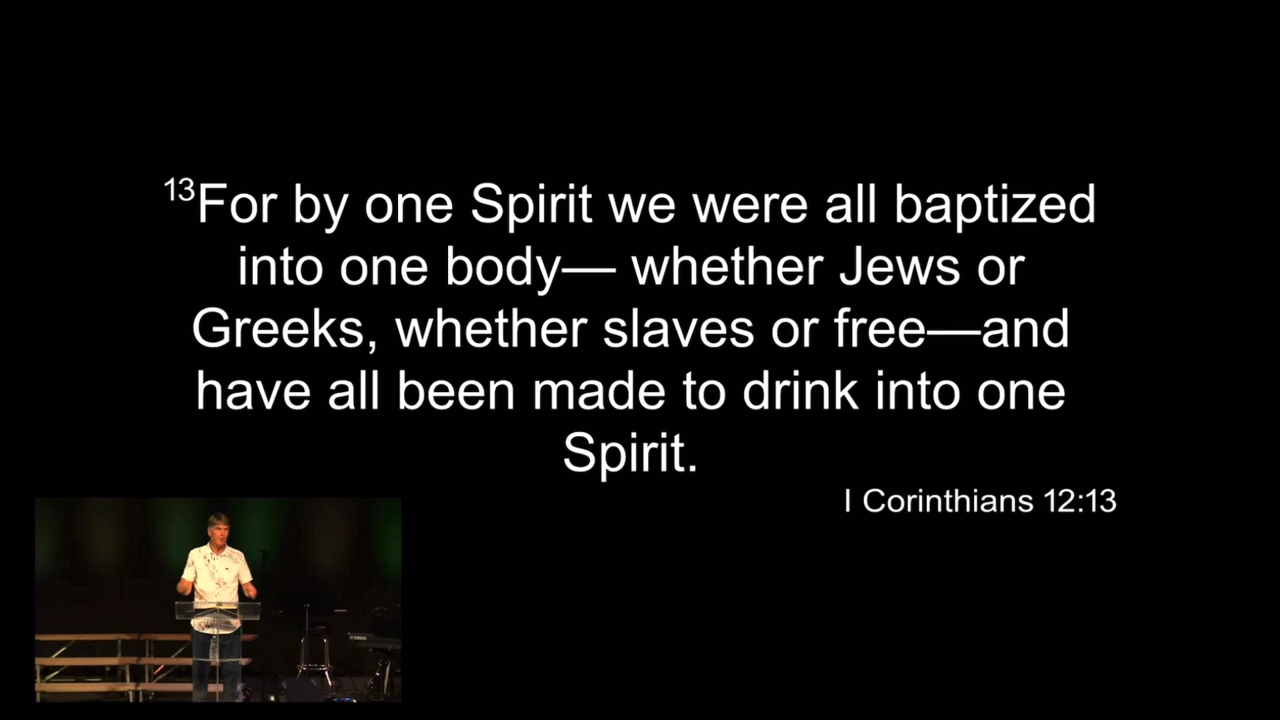 13For by one Spirit we were all baptized
into one body— whether Jews or
Greeks, whether slaves or free—and
have all been made to drink into one
Spirit.
I Corinthians 12:13